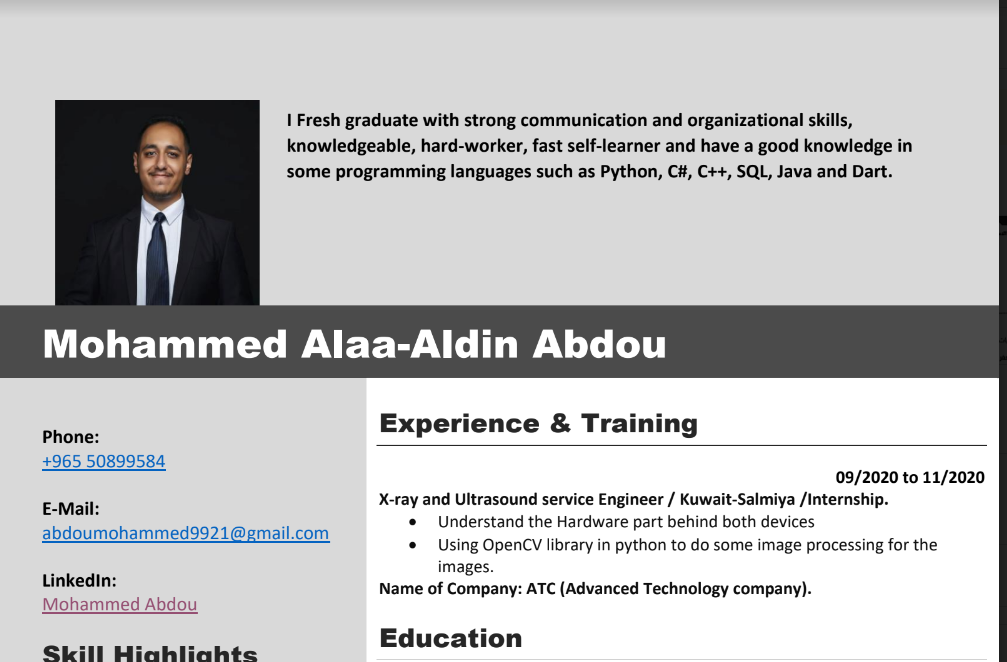 I Fresh graduate with strong communication and organizational skills,
knowledgeable, hard-worker, fast self-learner and have a good knowledge in
some programming languages such as Python, C#, C++, SQL, Java and Dart.
Mohammed Alaa-Aldin Abdou
Phone:
+965 50899584
E-Mail:
abdoumohammed9921@gmail.com
LinkedIn:
Mohammed Abdou
Skill Highlights
Experience & Training
09/2020 to 11/2020
X-ray and Ultrasound service Engineer / Kuwait-Salmiya /Internship.
• Understand the Hardware part behind both devices
• Using OpenCV library in python to do some image processing for the
images.
Name of Company: ATC (Advanced Technology company).
Education